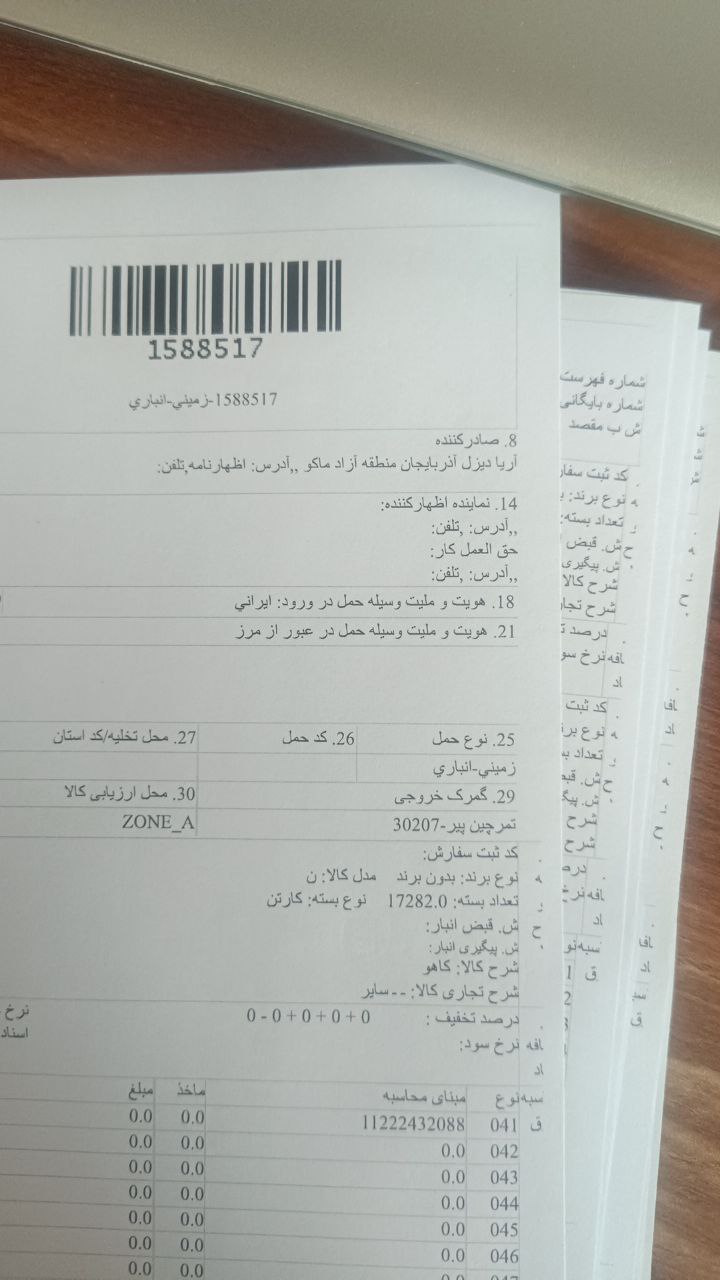 1588517
1588517-زميني-انباري
8. صادرکننده
آریا دیزل آذربایجان منطقه آزاد ماکو ,,آدرس: اظهارنامه,تلفن:
14. نماینده اظهارکننده:
,,آدرس: ,تلفن:
حق العمل کار:
,,آدرس: ,تلفن:
18. هویت و ملیت وسیله حمل در ورود: ايراني
21. هویت و ملیت وسیله حمل در عبور از مرز
25. نوع حمل 26. کد حمل 27. محل تخلیه/کد استان
زميني-انباري
29. گمرک خروجی 30. محل ارزیابی کالا
تمرچین پیر-30207 ZONE_A
کد ثبت سفارش:
نوع برند: بدون برند مدل کالا: ن
تعداد بسته: 17282.0 نوع بسته: کارتن
ش. قبض انبار:
ش. پیگیری انبار:
شرح کالا: کاهو
شرح تجاری کالا: - - سایر
درصد تخفیف : 0 + 0 + 0 + 0 - 0 نرخ
نرخ سود: اسناد
نوع مبنای محاسبه ماخذ مبلغ
041 11222432088 0.0 0.0
042 0.0 0.0 0.0
043 0.0 0.0 0.0
044 0.0 0.0 0.0
045 0.0 0.0 0.0
046 0.0 0.0 0.0
0.0 0.0
شماره فهرست
شماره بایگانی
ش ب مقصد
کد ثبت سفار
نوع برند:
تعداد بسته:
ش. قبض
ش. پیگیری
شرح کالا
شرح تجار
درصد ت
نرخ سو
کد ثبت
نوع بر
تعداد
ش. قب
ش. پیگ
شرح
شرح